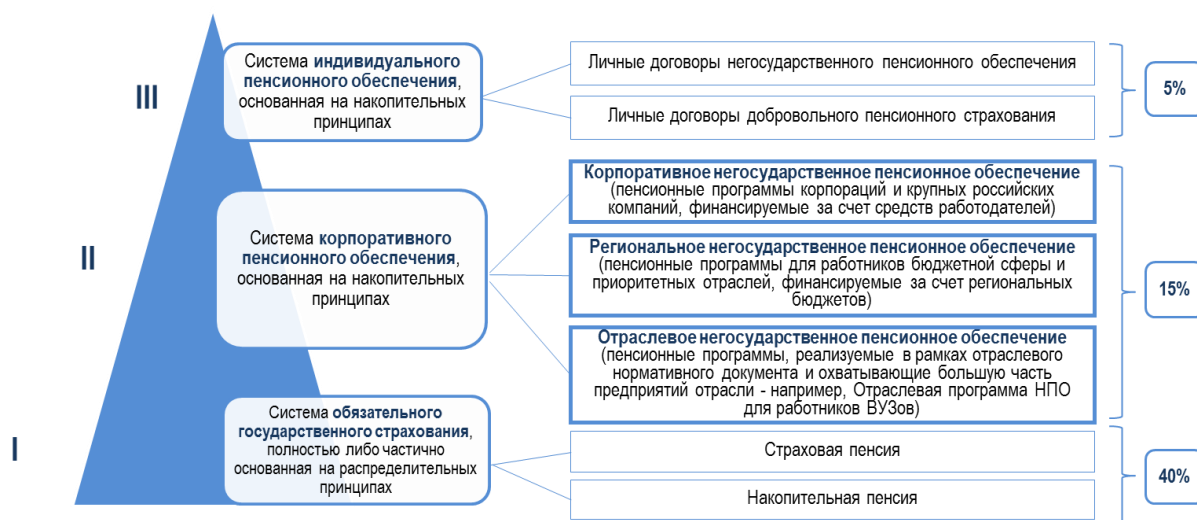 III
Система индивидуального
пенсионного обеспечения,
основанная на накопительных
принципах
Личные договоры негосударственного пенсионного обеспечения
Личные договоры добровольного пенсионного страхования
5%
II
Система корпоративного
пенсионного обеспечения,
основанная на накопительных
принципах
Корпоративное негосударственное пенсионное обеспечение
(пенсионные программы корпораций и крупных российских
компаний, финансируемые за счет средств работодателей)
Региональное негосударственное пенсионное обеспечение
(пенсионные программы для работников бюджетной сферы и
приоритетных отраслей, финансируемые за счет региональных
бюджетов)
Отраслевое негосударственное пенсионное обеспечение
(пенсионные программы, реализуемые в рамках отраслевого
нормативного документа и охватывающие большую часть
предприятий отрасли - например, Отраслевая программа НПО
для работников ВУЗов)
15%
I
Система обязательного
государственного страхования,
полностью либо частично
основанная на распределительных
принципах
Страховая пенсия
Накопительная пенсия
40%